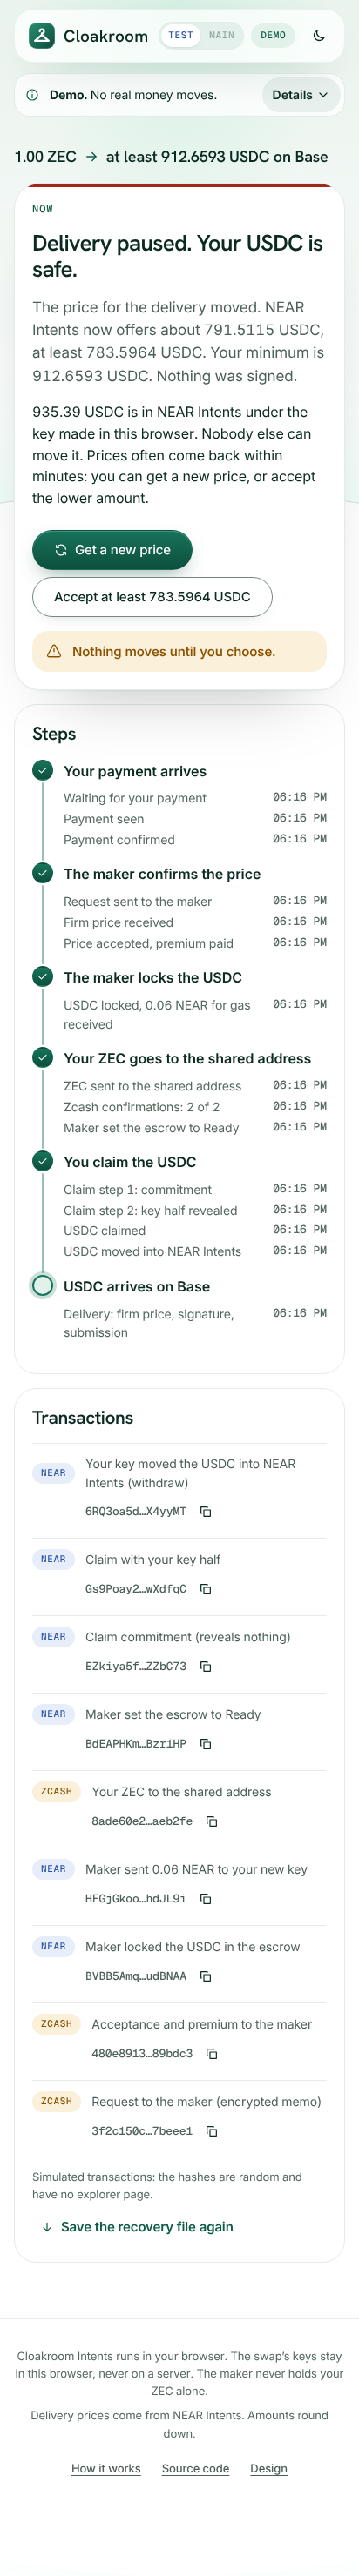 Cloakroom TEST MAIN DEMO
Demo. No real money moves. Details
1.00 ZEC → at least 912.6593 USDC on Base
NOW
Delivery paused. Your USDC is
safe.
The price for the delivery moved. NEAR
Intents now offers about 791.5115 USDC,
at least 783.5964 USDC. Your minimum is
912.6593 USDC. Nothing was signed.
935.39 USDC is in NEAR Intents under the
key made in this browser. Nobody else can
move it. Prices often come back within
minutes: you can get a new price, or accept
the lower amount.
Get a new price
Accept at least 783.5964 USDC
Nothing moves until you choose.
Steps
Your payment arrives
Waiting for your payment 06:16 PM
Payment seen 06:16 PM
Payment confirmed 06:16 PM
The maker confirms the price
Request sent to the maker 06:16 PM
Firm price received 06:16 PM
Price accepted, premium paid 06:16 PM
The maker locks the USDC
USDC locked, 0.06 NEAR for gas 06:16 PM
received
Your ZEC goes to the shared address
ZEC sent to the shared address 06:16 PM
Zcash confirmations: 2 of 2 06:16 PM
Maker set the escrow to Ready 06:16 PM
You claim the USDC
Claim step 1: commitment 06:16 PM
Claim step 2: key half revealed 06:16 PM
USDC claimed 06:16 PM
USDC moved into NEAR Intents 06:16 PM
USDC arrives on Base
Delivery: firm price, signature, 06:16 PM
submission
Transactions
NEAR Your key moved the USDC into NEAR
Intents (withdraw)
6RQ3oa5d…X4yyMT
NEAR Claim with your key half
Gs9Poay2…wXdfqC
NEAR Claim commitment (reveals nothing)
EZkiya5f…ZZbC73
NEAR Maker set the escrow to Ready
BdEAPHKm…Bzr1HP
ZCASH Your ZEC to the shared address
8ade60e2…aeb2fe
NEAR Maker sent 0.06 NEAR to your new key
HFGjGkoo…hdJL9i
NEAR Maker locked the USDC in the escrow
BVBB5Amq…udBNAA
ZCASH Acceptance and premium to the maker
480e8913…89bdc3
ZCASH Request to the maker (encrypted memo)
3f2c150c…7beee1
Simulated transactions: the hashes are random and
have no explorer page.
↓ Save the recovery file again
Cloakroom Intents runs in your browser. The swap's keys stay
in this browser, never on a server. The maker never holds your
ZEC alone.
Delivery prices come from NEAR Intents. Amounts round
down.
How it works Source code Design